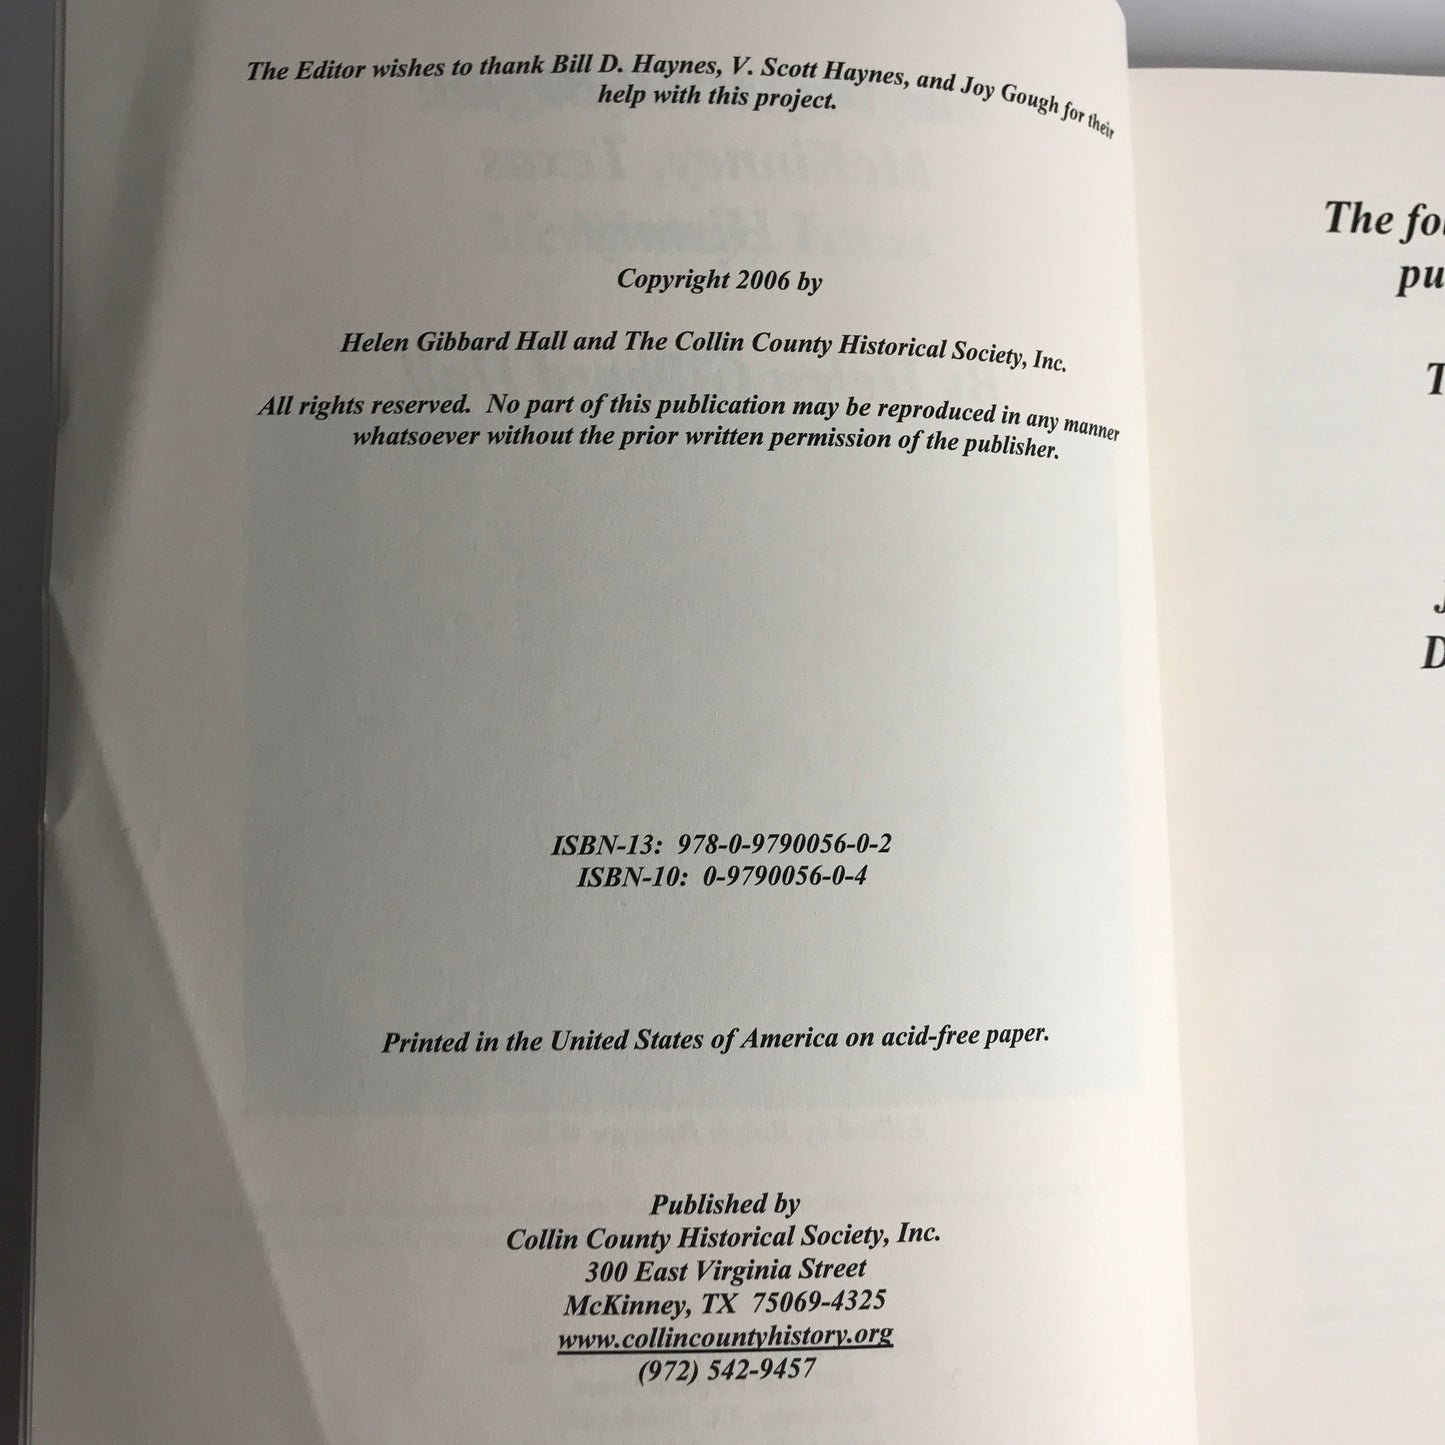 The Editor wishes to thank Bill D. Haynes, V. Scott Haynes, and Joy Gough for their
help with this project.
Copyright 2006 by
Helen Gibbard Hall and The Collin County Historical Society, Inc.
All rights reserved. No part of this publication may be reproduced in any manner
whatsoever without the prior written permission of the publisher.
ISBN-13: 978-0-9790056-0-2
ISBN-10: 0-9790056-0-4
Printed in the United States of America on acid-free paper.
Published by
Collin County Historical Society, Inc.
300 East Virginia Street
McKinney, TX 75069-4325
www.collincountyhistory.org
(972) 542-9457
The fo
pu
T
J
D